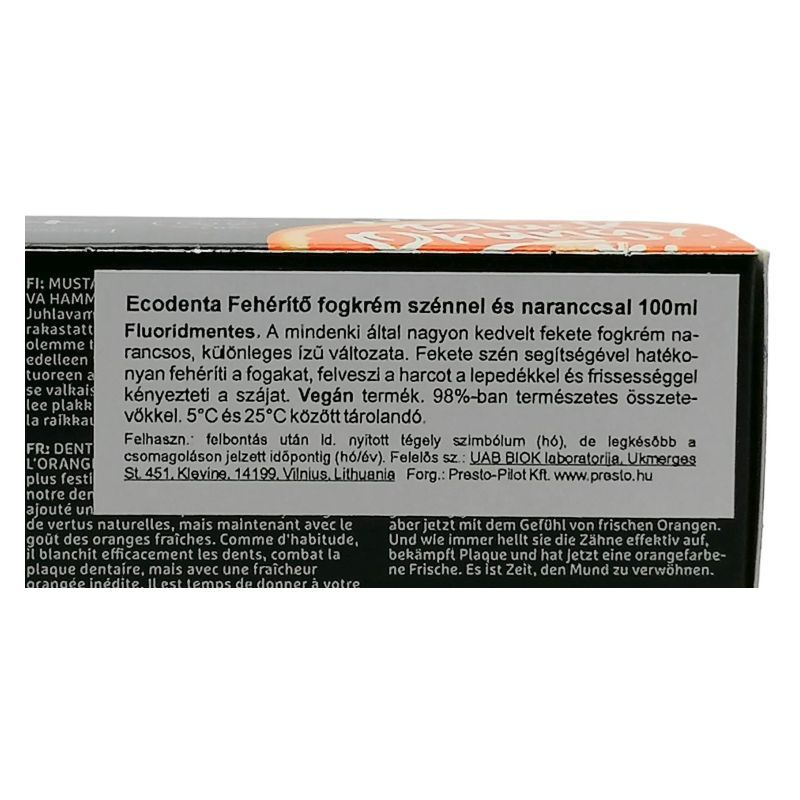 Ecodenta Fehérítő fogkrém szénnel és naranccsal 100ml
Fluoridmentes. A mindenki által nagyon kedvelt fekete fogkrém na-
rancsos, különleges ízű változata. Fekete szén segítségével hatéko-
nyan fehéríti a fogakat, felveszi a harcot a lepedékkel és frissességgel
kényezteti a szájat. Vegán termék. 98%-ban természetes összete-
vőkkel. 5°C és 25°C között tárolandó.
Felhaszn.: felbontás után ld. nyitott tégely szimbólum (hó), de legkésőbb a
csomagoláson jelzett időpontig (hó/év). Felelős sz.: UAB BIOK laboratorija, Ukmerges
St. 451, Klevine, 14199, Vilnius, Lithuania Forg.: Presto-Pilot Kft. www.presto.hu
FI: MUSTA
VA HAMM
Juhlavam
rakastatt
olemme t
edelleen
tuoreen a
se valkais
lee plakk
la raikkau
FR: DENT
L'ORANG
plus festi
notre den
ajouté un
de vertus naturelles, mais maintenant avec le
goût des oranges fraîches. Comme d'habitude,
il blanchit efficacement les dents, combat la
plaque dentaire, mais avec une fraîcheur
orangée inédite. Il est temps de donner à votre
aber jetzt mit dem Gefühl von frischen Orangen.
Und wie immer hellt sie die Zähne effektiv auf,
bekämpft Plaque und hat jetzt eine orangefarbe-
ne Frische. Es ist Zeit, den Mund zu verwöhnen.